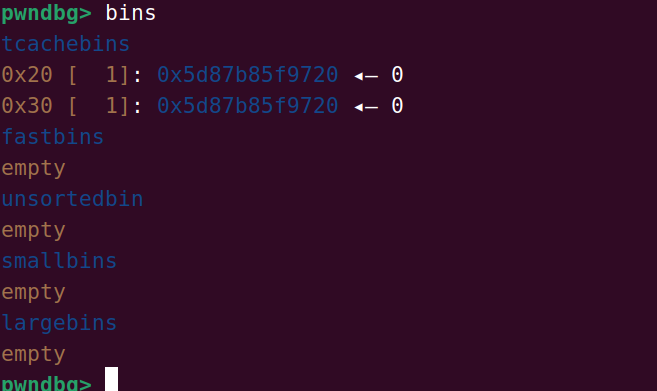 pwndbg> bins
tcachebins
0x20 [  1]: 0x5d87b85f9720 ◂— 0
0x30 [  1]: 0x5d87b85f9720 ◂— 0
fastbins
empty
unsortedbin
empty
smallbins
empty
largebins
empty
pwndbg>